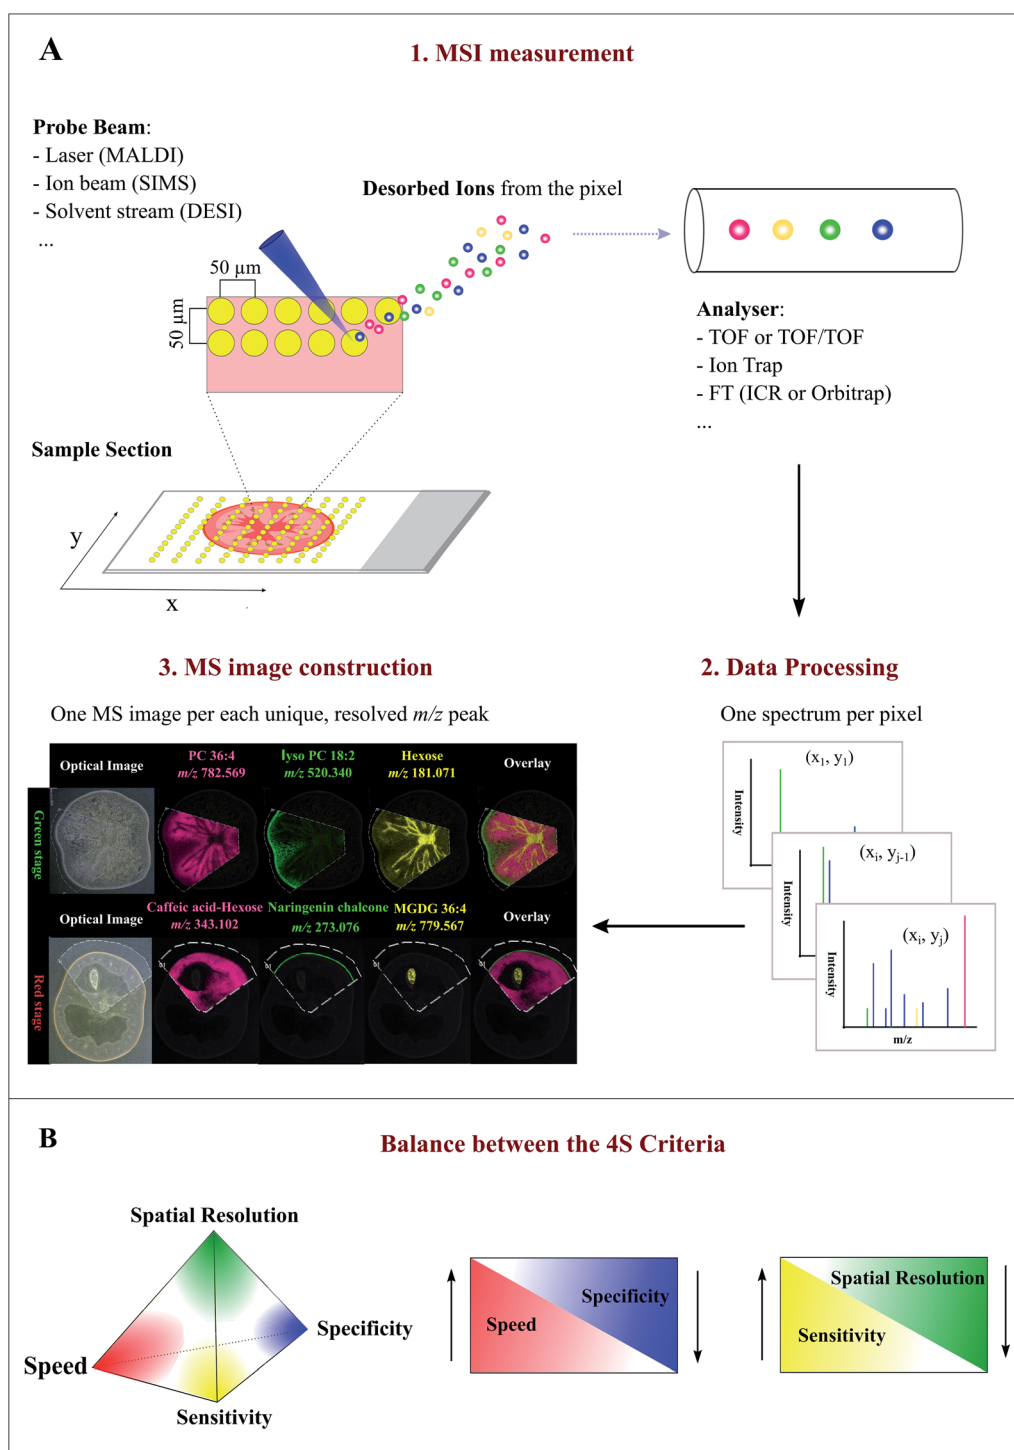 A
1. MSI measurement
Probe Beam:
- Laser (MALDI)
- Ion beam (SIMS)
- Solvent stream (DESI)
...
Desorbed Ions from the pixel
50 µm
50 µm
Analyser:
- TOF or TOF/TOF
- Ion Trap
- FT (ICR or Orbitrap)
...
Sample Section
y
x
3. MS image construction
One MS image per each unique, resolved m/z peak
Optical Image
PC 36:4
m/z 782.569
lyso PC 18:2
m/z 520.340
Hexose
m/z 181.071
Overlay
Green stage
Optical Image
Caffeic acid-Hexose
m/z 343.102
Naringenin chalcone
m/z 273.076
MGDG 36:4
m/z 779.567
Overlay
Red stage
2. Data Processing
One spectrum per pixel
(x1, y1)
Intensity
(xi, yj-1)
Intensity
(xi, yj)
Intensity
m/z
B
Balance between the 4S Criteria
Spatial Resolution
Specificity
Speed
Sensitivity
Specificity
Speed
Spatial Resolution
Sensitivity